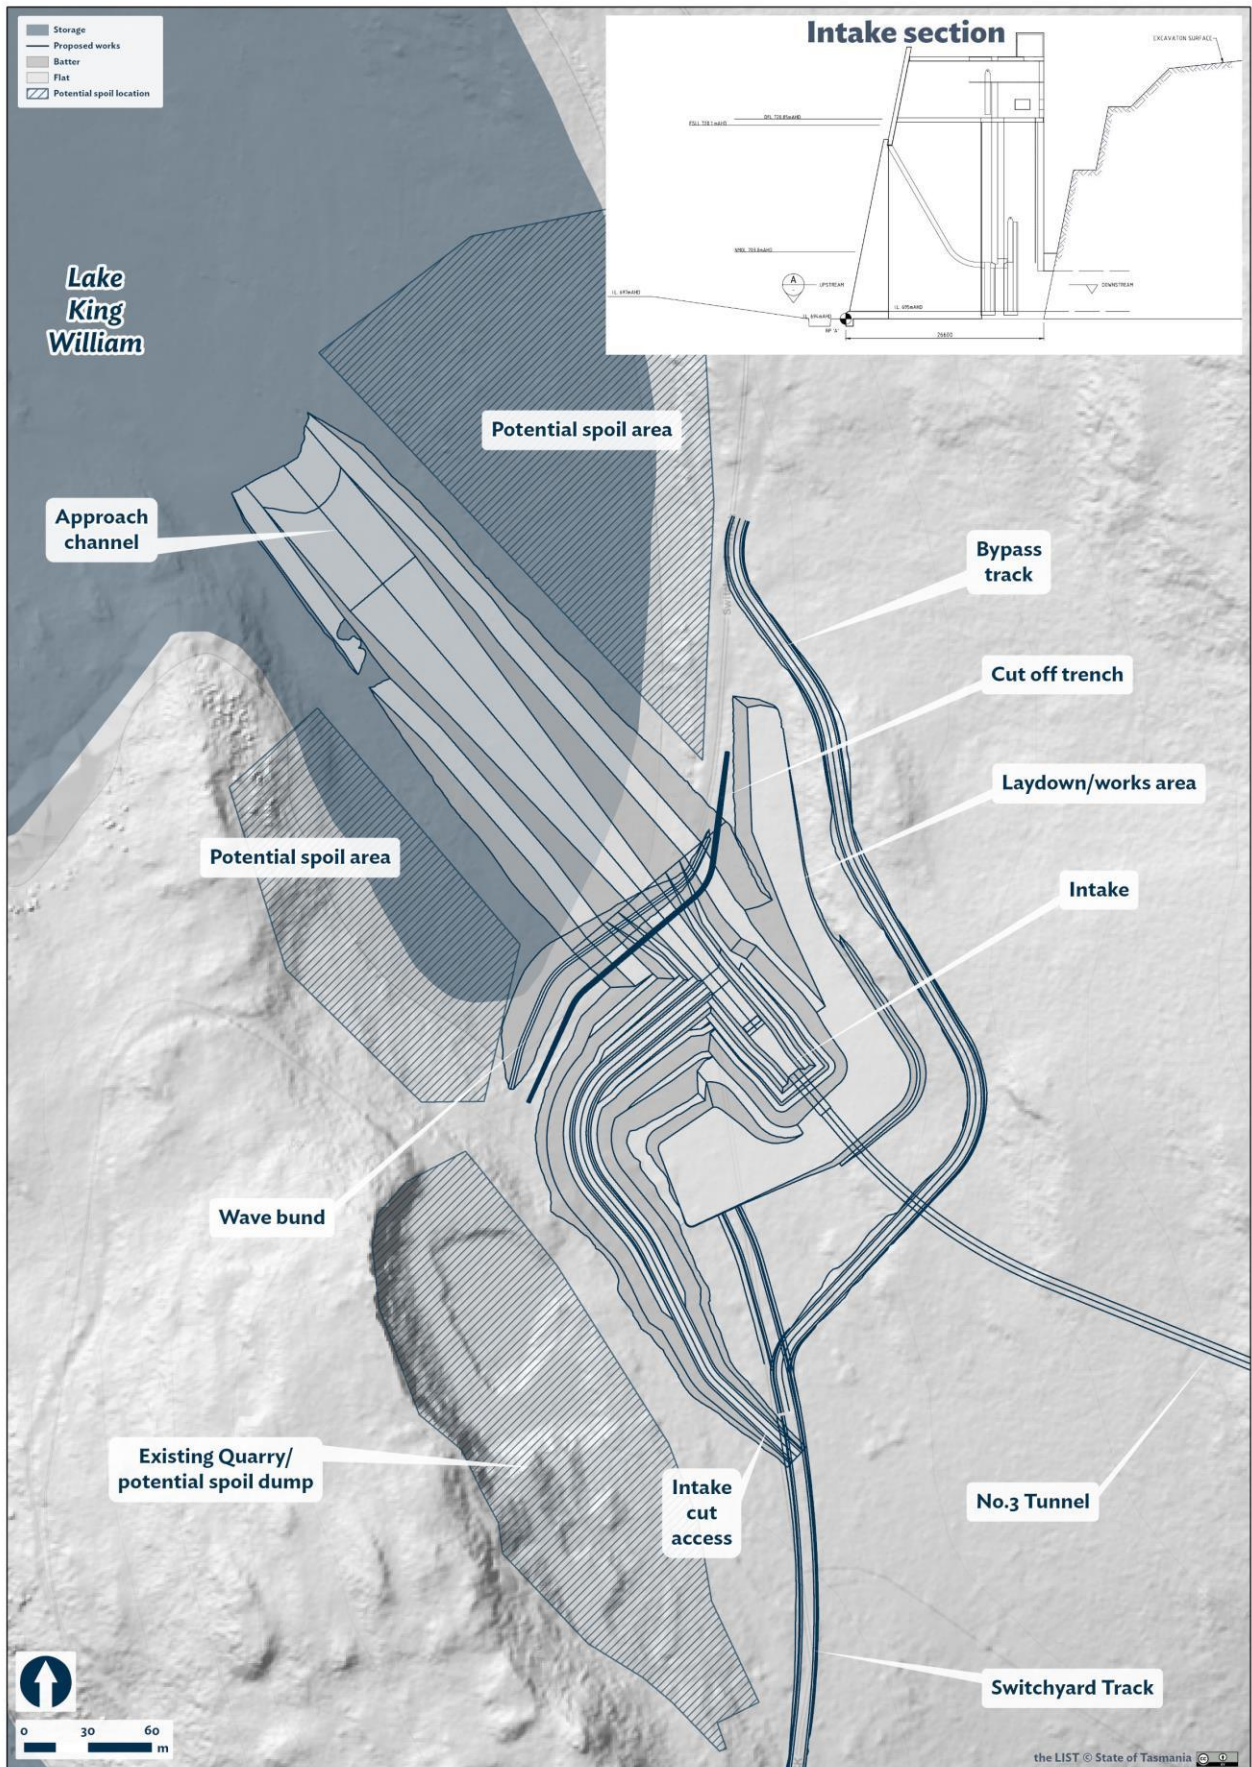 Storage
Proposed works
Batter
Flat
Potential spoil location
Intake section
EXCAVATON SURFACE
UPSTREAM
DOWNSTREAM
A
26600
Lake
King
William
Potential spoil area
Approach
channel
Bypass
track
Cut off trench
Laydown/works area
Potential spoil area
Intake
Wave bund
Existing Quarry/
potential spoil dump
Intake
cut
access
No.3 Tunnel
Switchyard Track
0 30 60
m
the LIST © State of Tasmania